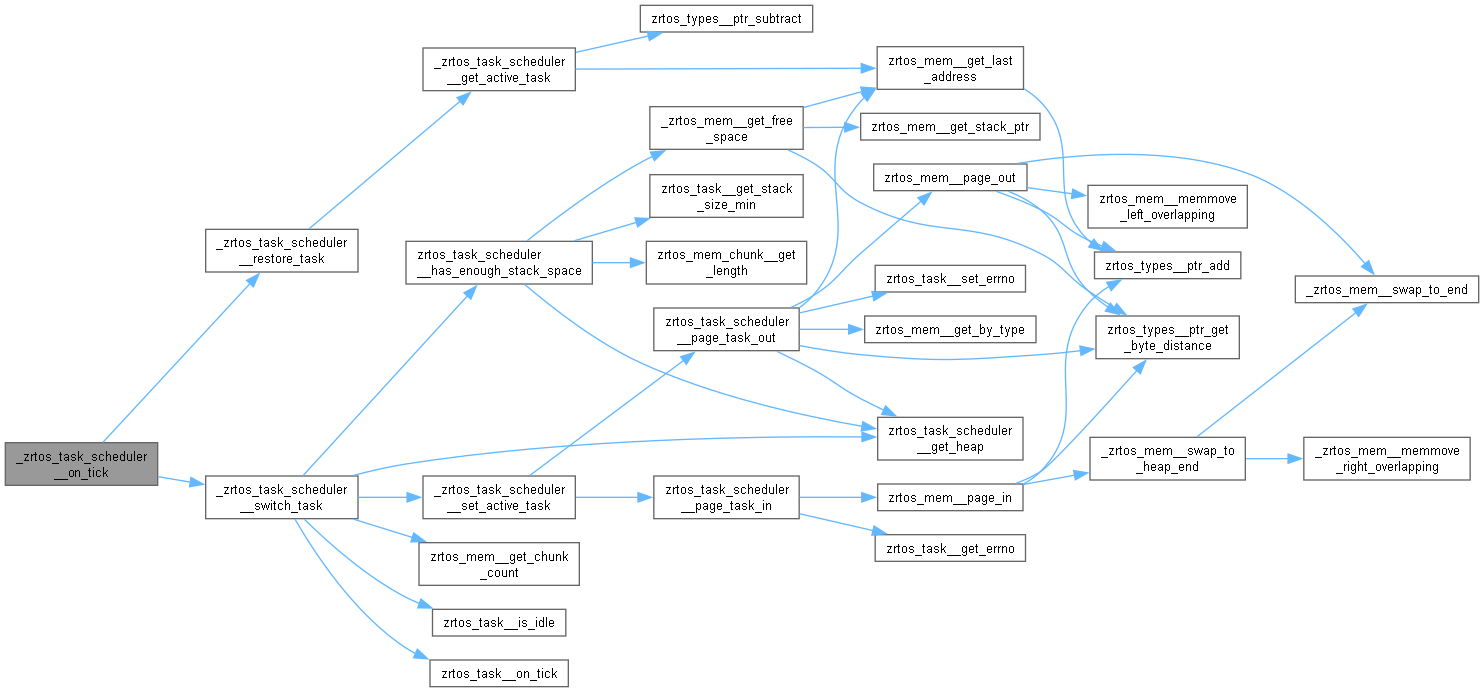 _zrtos_task_scheduler
__on_tick
_zrtos_task_scheduler
__restore_task
_zrtos_task_scheduler
__switch_task
_zrtos_task_scheduler
__get_active_task
zrtos_task_scheduler
__has_enough_stack_space
_zrtos_task_scheduler
__set_active_task
zrtos_mem__get_chunk
_count
zrtos_task__is_idle
zrtos_task__on_tick
zrtos_types__ptr_subtract
_zrtos_mem__get_free
_space
zrtos_task__get_stack
_size_min
zrtos_mem_chunk__get
_length
zrtos_task_scheduler
__page_task_out
zrtos_task_scheduler
__page_task_in
zrtos_mem__get_last
_address
zrtos_mem__get_stack_ptr
zrtos_mem__page_out
zrtos_task__set_errno
zrtos_mem__get_by_type
zrtos_task_scheduler
__get_heap
zrtos_mem__page_in
zrtos_task__get_errno
zrtos_mem__memmove
_left_overlapping
zrtos_types__ptr_add
zrtos_types__ptr_get
_byte_distance
_zrtos_mem__swap_to
_heap_end
_zrtos_mem__swap_to_end
_zrtos_mem__memmove
_right_overlapping